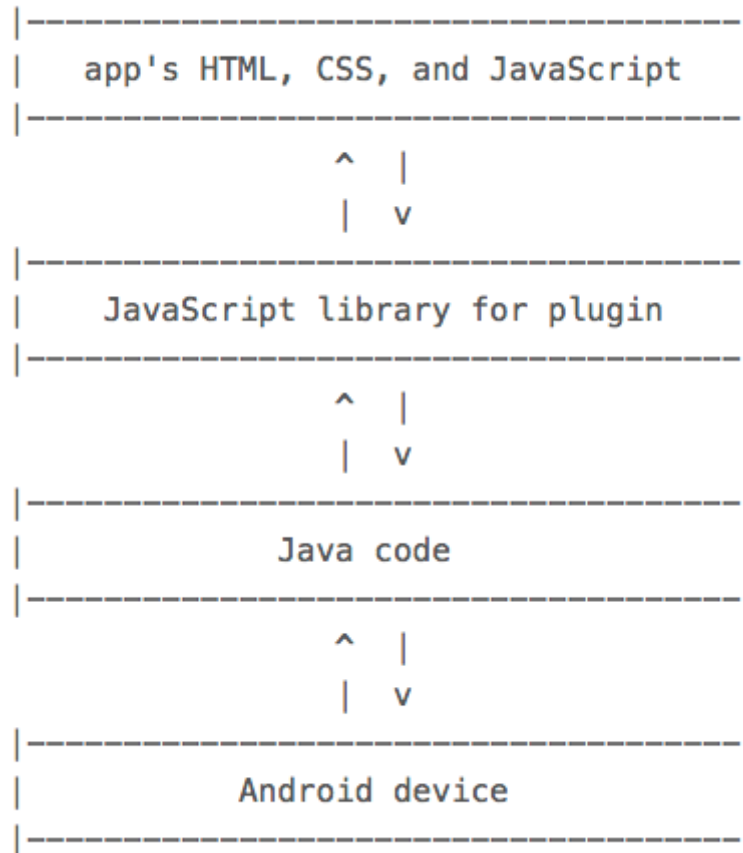 |-------------------------------------
|   app's HTML, CSS, and JavaScript
|-------------------------------------
                ^  |
                |  v
|-------------------------------------
|    JavaScript library for plugin
|-------------------------------------
                ^  |
                |  v
|-------------------------------------
|             Java code
|-------------------------------------
                ^  |
                |  v
|-------------------------------------
|           Android device
|-------------------------------------